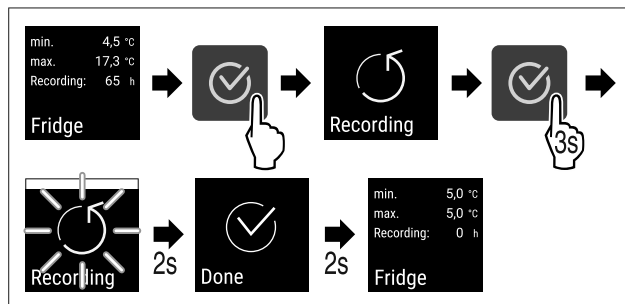 min. 4,5 °C
max. 17,3 °C
Recording: 65 h
Fridge
Recording
3s
Recording
2s
Done
2s
min. 5,0 °C
max. 5,0 °C
Recording: 0 h
Fridge